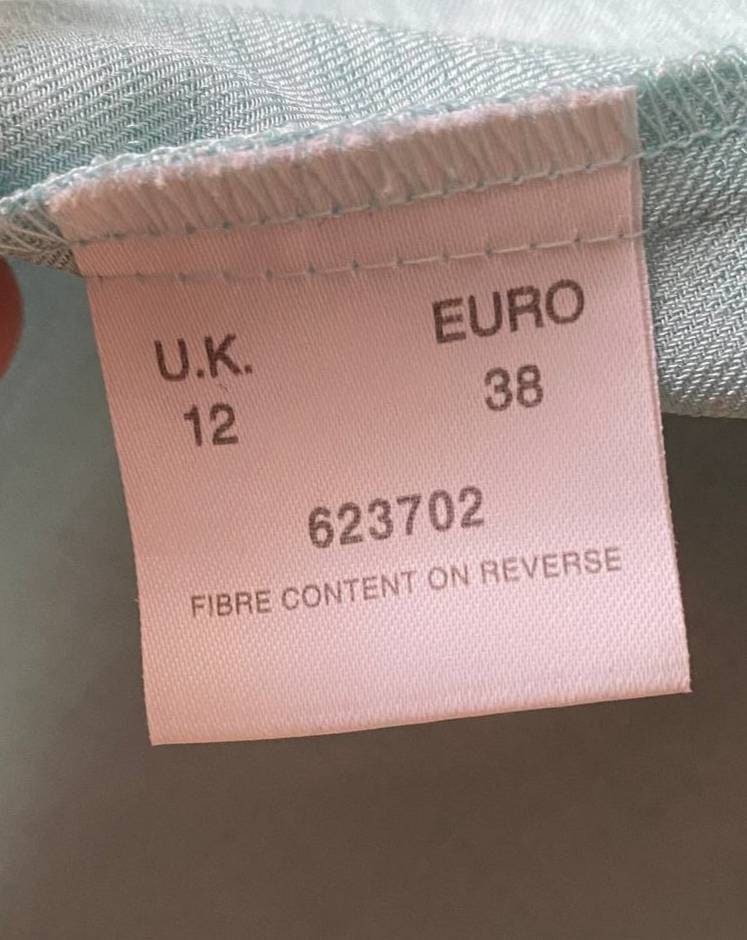 U.K. EURO
12 38
623702
FIBRE CONTENT ON REVERSE